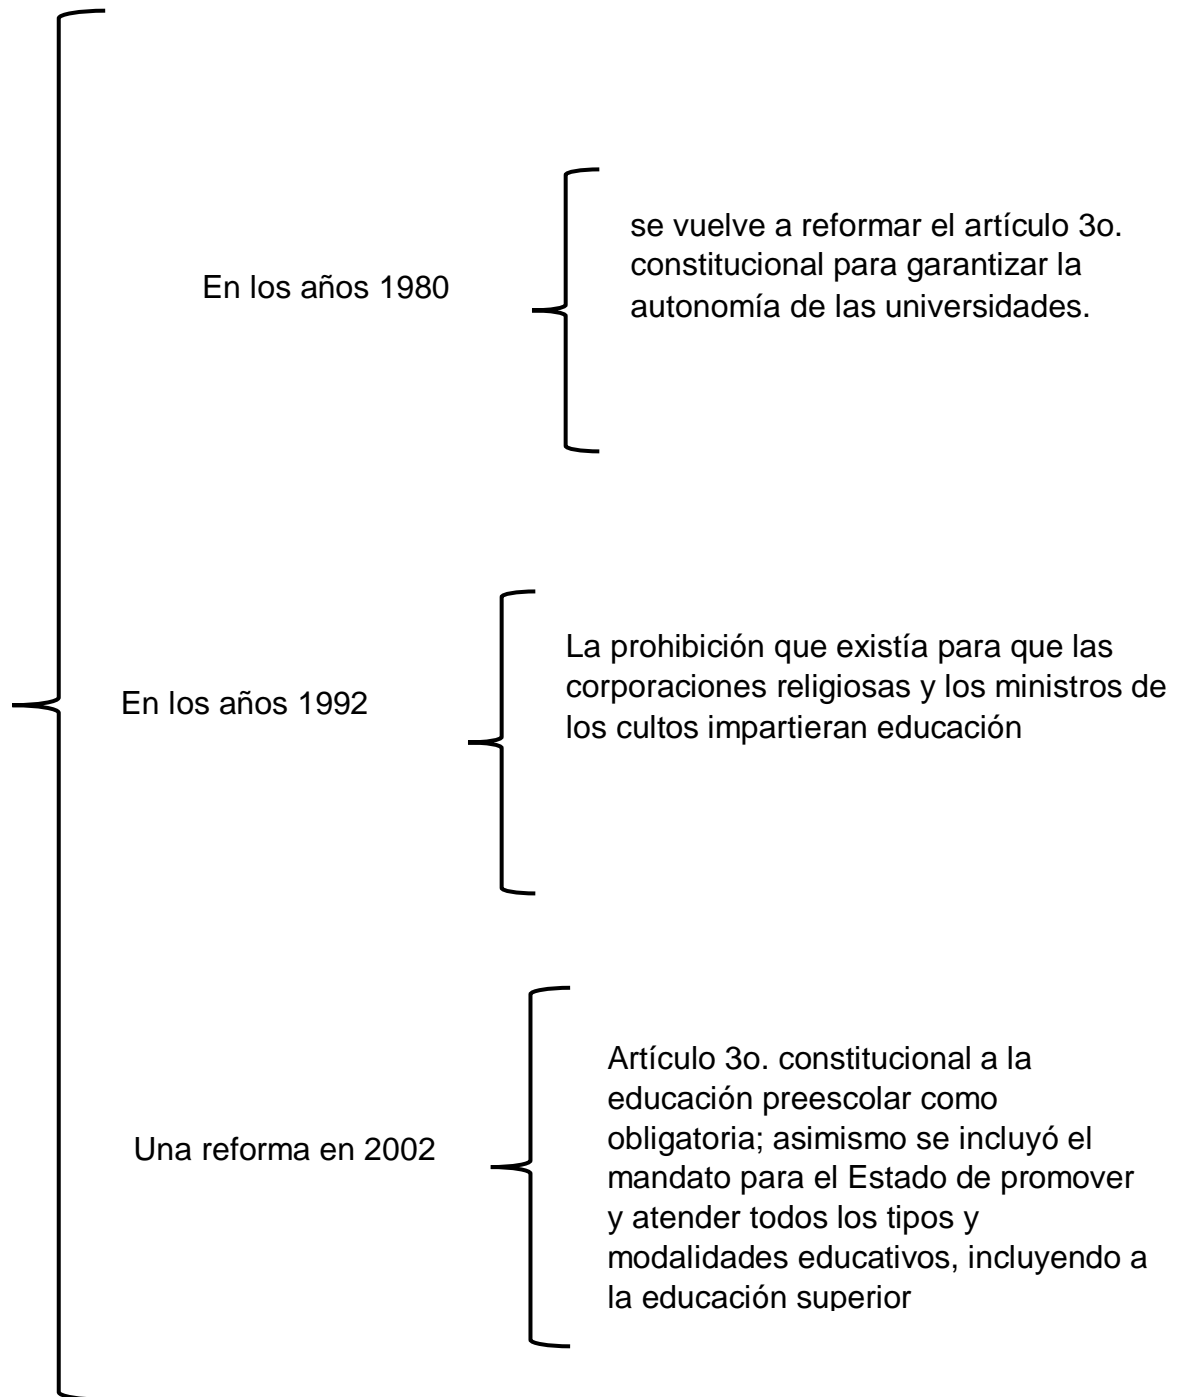 En los años 1980
se vuelve a reformar el artículo 3o.
constitucional para garantizar la
autonomía de las universidades.
En los años 1992
La prohibición que existía para que las
corporaciones religiosas y los ministros de
los cultos impartieran educación
Una reforma en 2002
Artículo 3o. constitucional a la
educación preescolar como
obligatoria; asimismo se incluyó el
mandato para el Estado de promover
y atender todos los tipos y
modalidades educativos, incluyendo a
la educación superior